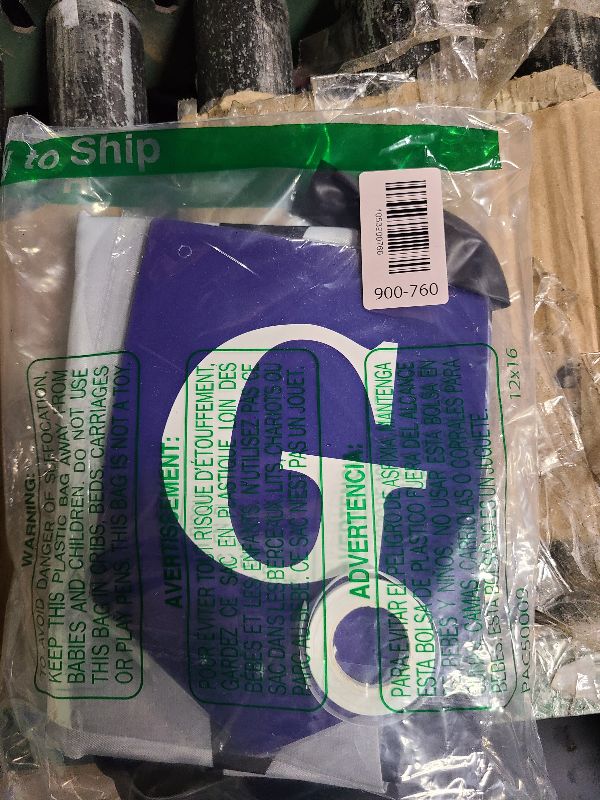 to Ship
900-760
WARNING:
TO AVOID DANGER OF SUFFOCATION,
KEEP THIS PLASTIC BAG AWAY FROM
BABIES AND CHILDREN. DO NOT USE
THIS BAG IN CRIBS, BEDS, CARRIAGES
OR PLAY PENS. THIS BAG IS NOT A TOY.
AVERTISSEMENT:
POUR ÉVITER TOUT RISQUE D'ÉTOUFFEMENT,
GARDEZ CE SAC EN PLASTIQUE LOIN DES
BÉBÉS ET LES ENFANTS. N'UTILISEZ PAS CE
SAC DANS LES BERCEAUX, LITS, CHARIOTS OU
PARC AU BÉBÉ. CE SAC N'EST PAS UN JOUET.
ADVERTENCIA:
PARA EVITAR EL PELIGRO DE ASFIXIA, MANTENGA
ESTA BOLSA DE PLASTICO FUERA DEL ALCANCE
DE BEBES Y NIÑOS. NO USAR ESTA BOLSA EN
CAMAS, CARRIOLAS O CORRALES PARA
BEBES. ESTA BOLSA NO ES UN JUGUETE.
PAC50009 12x16
G